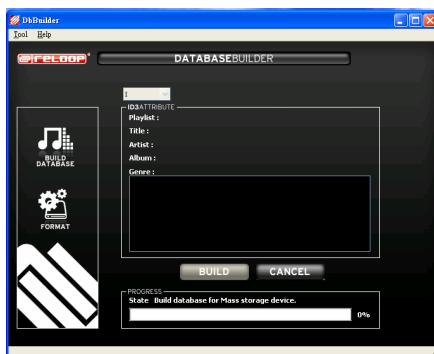 DbBuilder
Tool Help
reloop
DATABASEBUILDER
I
ID3ATTRIBUTE
Playlist :
Title :
Artist :
Album :
Genre :
BUILD
DATABASE
FORMAT
BUILD CANCEL
PROGRESS
State Build database for Mass storage device.
0%